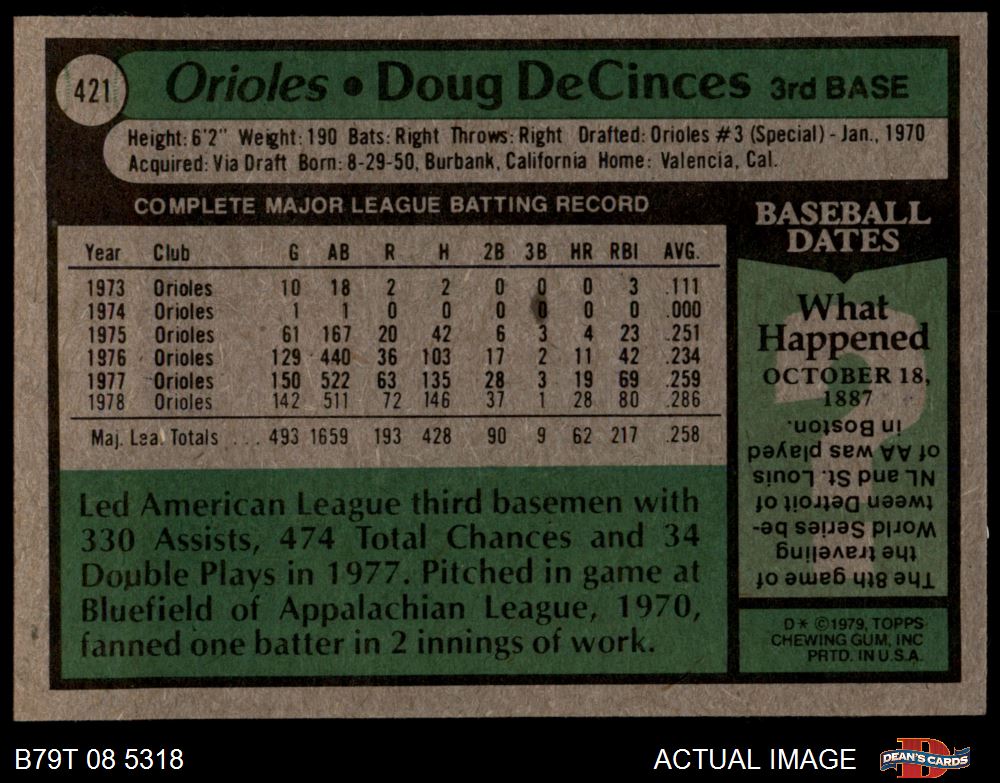 421
Orioles • Doug DeCinces 3rd BASE
Height: 6'2" Weight: 190 Bats: Right Throws: Right Drafted: Orioles #3 (Special) - Jan., 1970
Acquired: Via Draft Born: 8-29-50, Burbank, California Home: Valencia, Cal.
COMPLETE MAJOR LEAGUE BATTING RECORD
Year Club G AB R H 2B 3B HR RBI AVG.
1973 Orioles 10 18 2 2 0 0 0 3 .111
1974 Orioles 1 1 0 0 0 0 0 0 .000
1975 Orioles 61 167 20 42 6 3 4 23 .251
1976 Orioles 129 440 36 103 17 2 11 42 .234
1977 Orioles 150 522 63 135 28 3 19 69 .259
1978 Orioles 142 511 72 146 37 1 28 80 .286
Maj. Lea. Totals ... 493 1659 193 428 90 9 62 217 .258
Led American League third basemen with
330 Assists, 474 Total Chances and 34
Double Plays in 1977. Pitched in game at
Bluefield of Appalachian League, 1970,
fanned one batter in 2 innings of work.
BASEBALL
DATES
What
Happened
OCTOBER 18,
1887
The 8th game of
the traveling
World Series be-
tween Detroit of
NL and St. Louis
of AA was played
in Boston.
D* ©1979, TOPPS
CHEWING GUM, INC
PRTD. IN U.S.A.
B79T 08 5318
ACTUAL IMAGE
DEAN'S CARDS